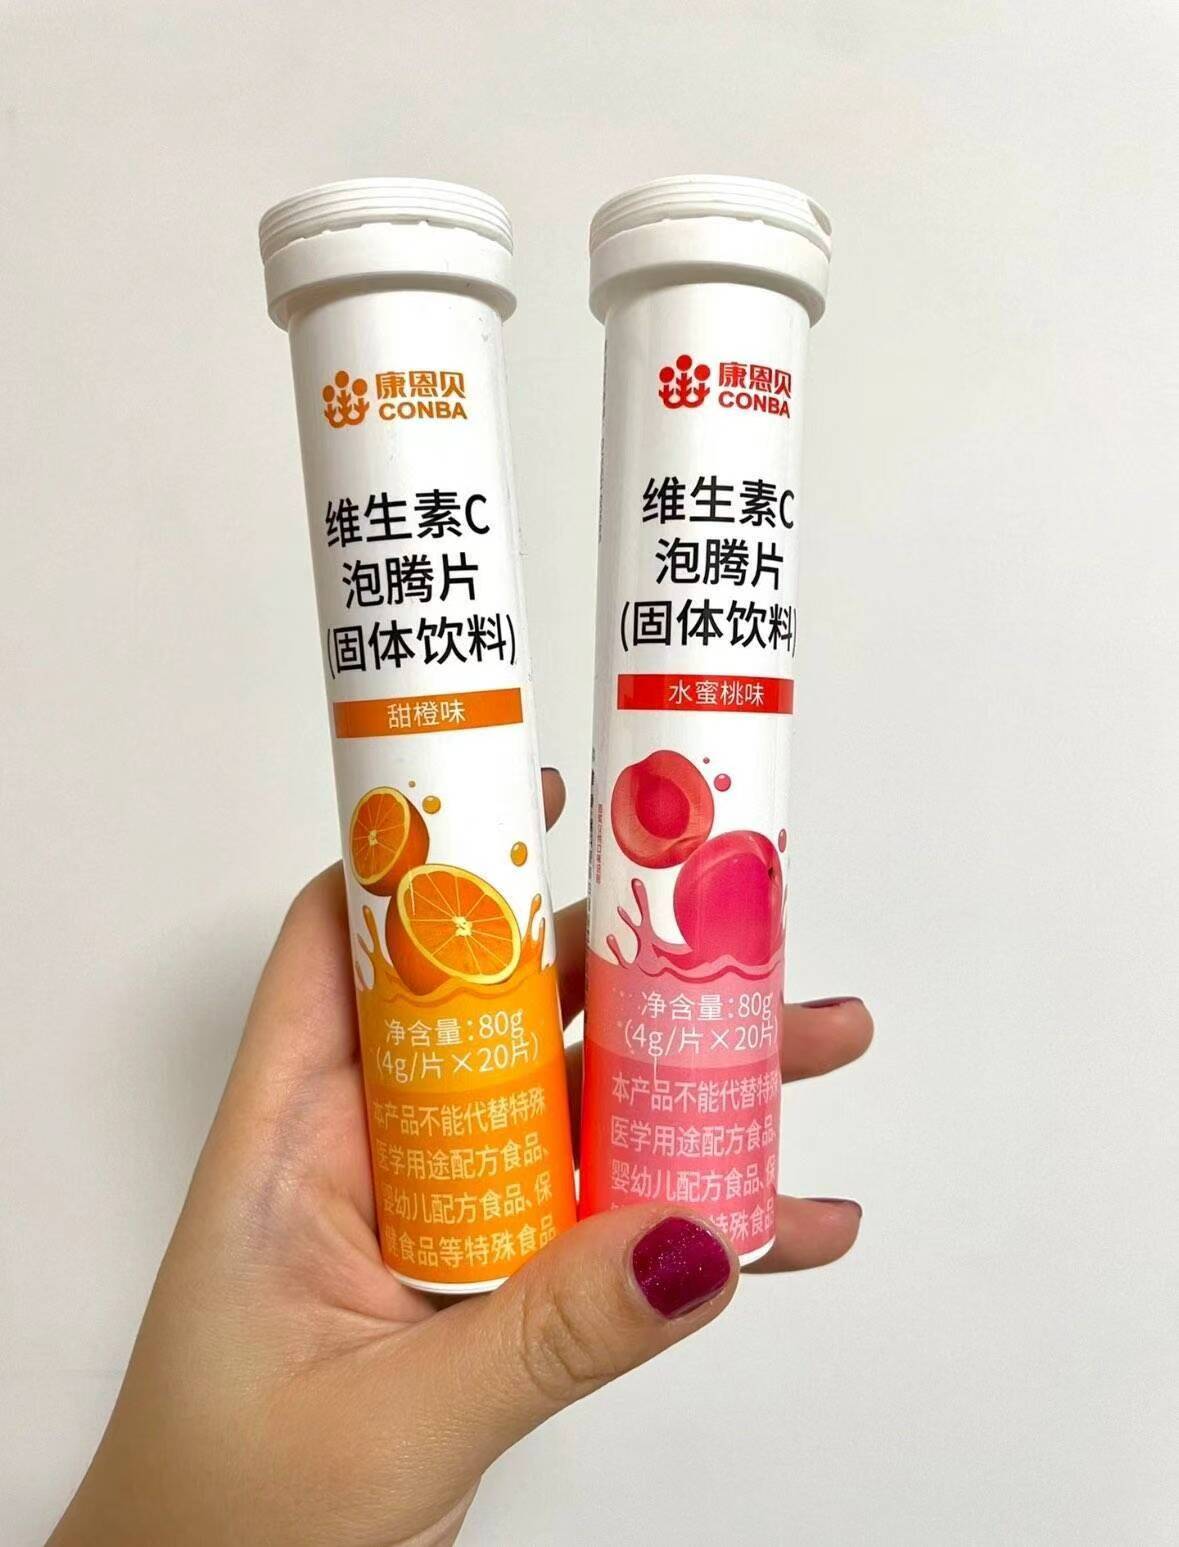 康恩贝
CONBA
维生素C
泡腾片
(固体饮料)
甜橙味
净含量:80g
(4g/片×20片)
本产品不能代替特殊
医学用途配方食品、
婴幼儿配方食品、保
健食品等特殊食品
康恩贝
CONBA
维生素C
泡腾片
(固体饮料)
水蜜桃味
净含量:80g
(4g/片×20片)
本产品不能代替特殊
医学用途配方食品、
婴幼儿配方食品、保
特殊食品